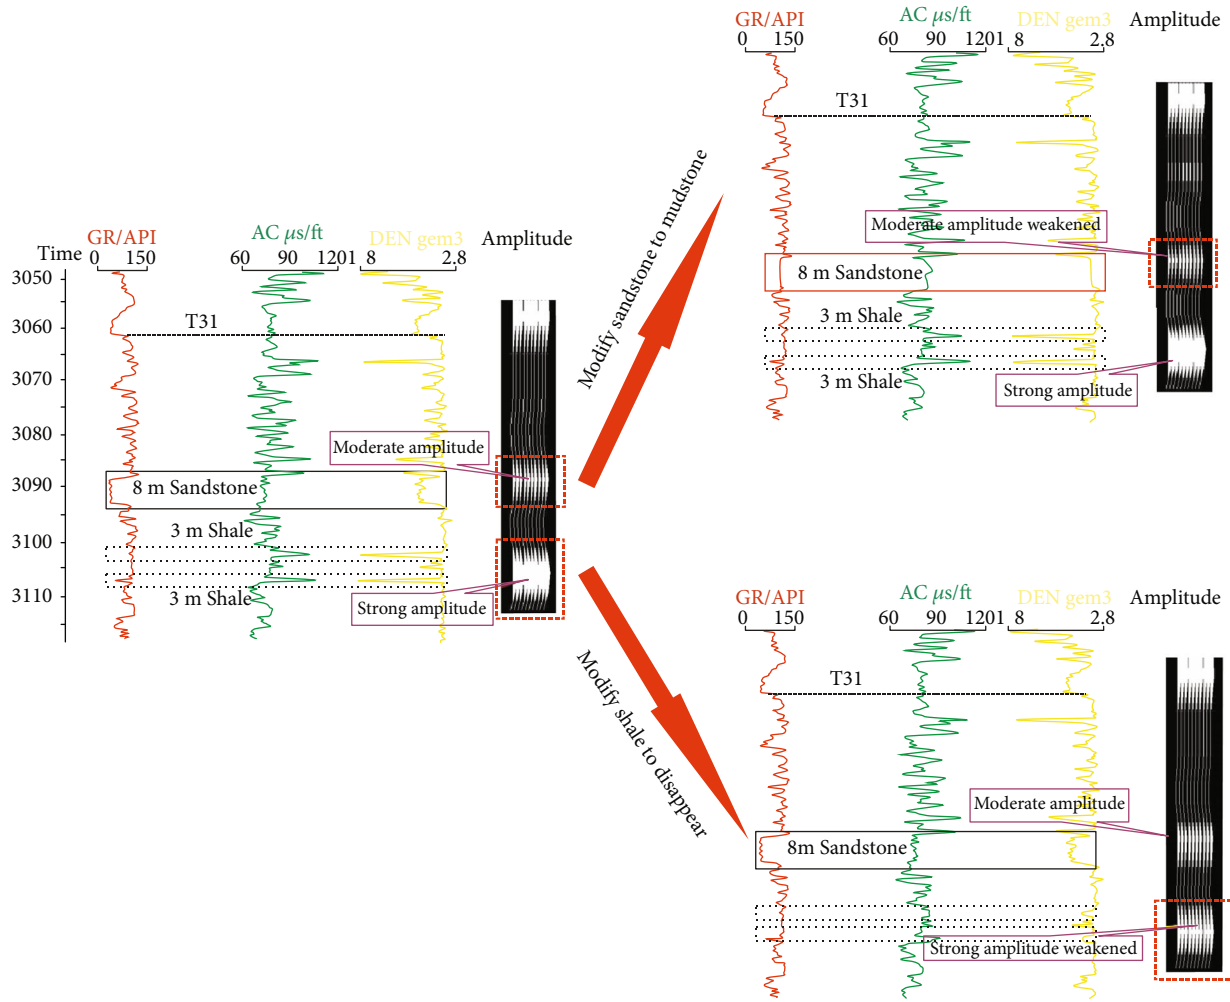 GR/API
AC μs/ft
DEN gem3
Amplitude
0
150
60
90
1201
8
2.8
T31
Moderate amplitude weakened
8 m Sandstone
3 m Shale
3 m Shale
Strong amplitude
Modify sandstone to mudstone
Time
GR/API
AC μs/ft
DEN gem3
Amplitude
0
150
60
90
1201
8
2.8
3050
3060
3070
3080
3090
3100
3110
T31
Moderate amplitude
8 m Sandstone
3 m Shale
3 m Shale
Strong amplitude
Modify shale to disappear
GR/API
AC μs/ft
DEN gem3
Amplitude
0
150
60
90
1201
8
2.8
T31
Moderate amplitude
8m Sandstone
Strong amplitude weakened